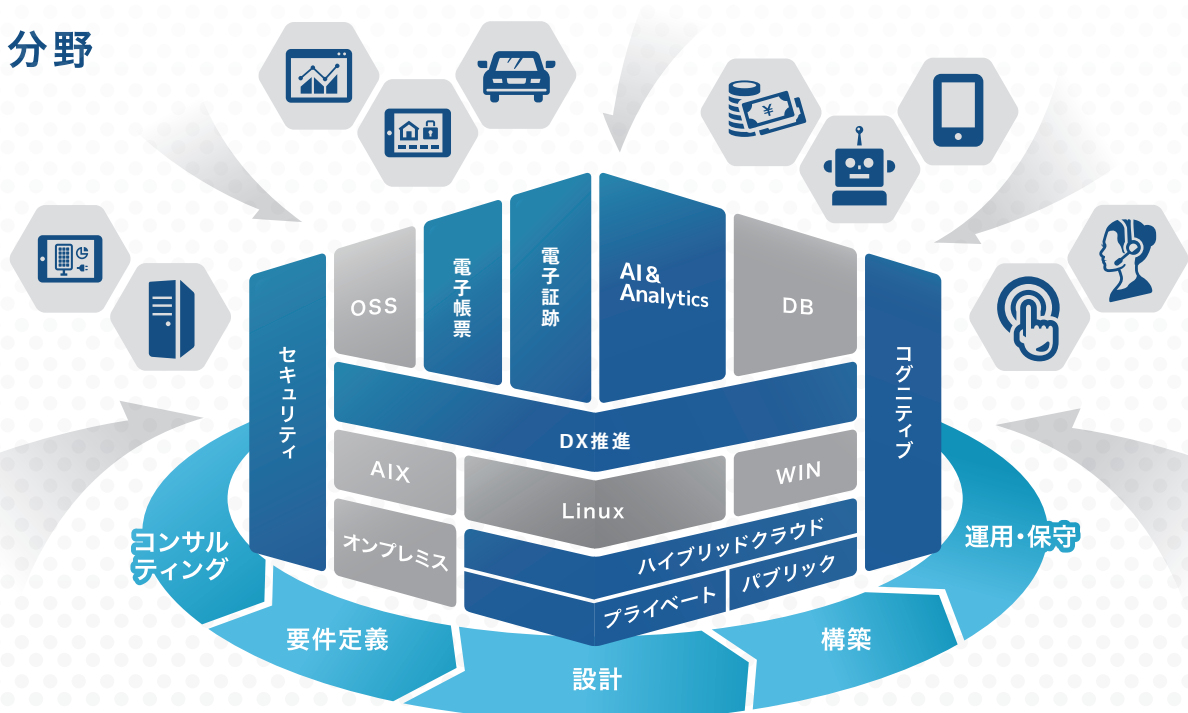 分野
セキュリティ
OSS
電子帳票
電子証跡
AI &
Analytics
DB
コグニティブ
DX推進
AIX
Linux
WIN
オンプレミス
ハイブリッドクラウド
プライベート
パブリック
コンサル
ティング
要件定義
設計
構築
運用・保守
¥